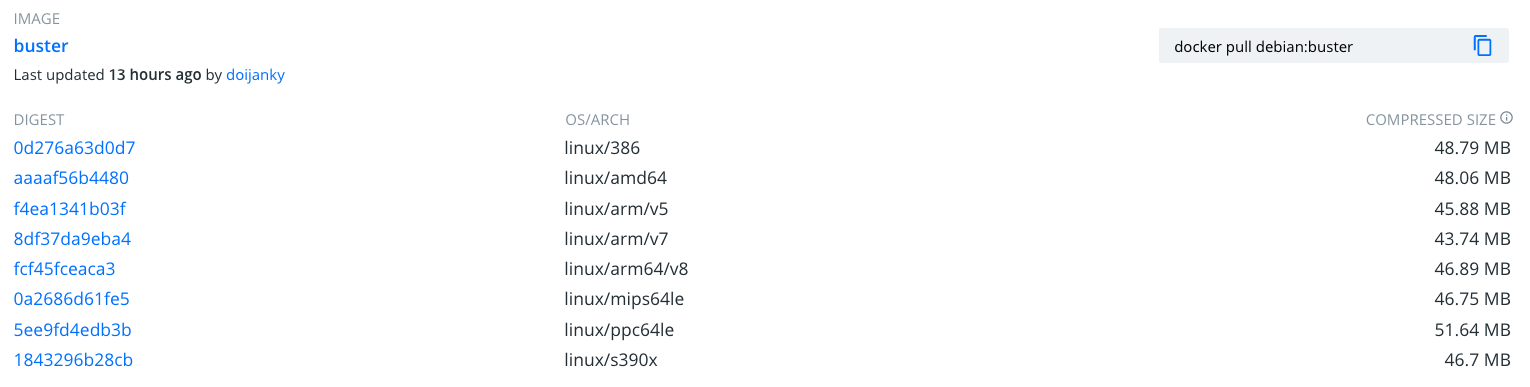 IMAGE
buster
docker pull debian:buster
Last updated 13 hours ago by doijanky
DIGEST OS/ARCH COMPRESSED SIZE
0d276a63d0d7 linux/386 48.79 MB
aaaaf56b4480 linux/amd64 48.06 MB
f4ea1341b03f linux/arm/v5 45.88 MB
8df37da9eba4 linux/arm/v7 43.74 MB
fcf45fceaca3 linux/arm64/v8 46.89 MB
0a2686d61fe5 linux/mips64le 46.75 MB
5ee9fd4edb3b linux/ppc64le 51.64 MB
1843296b28cb linux/s390x 46.7 MB